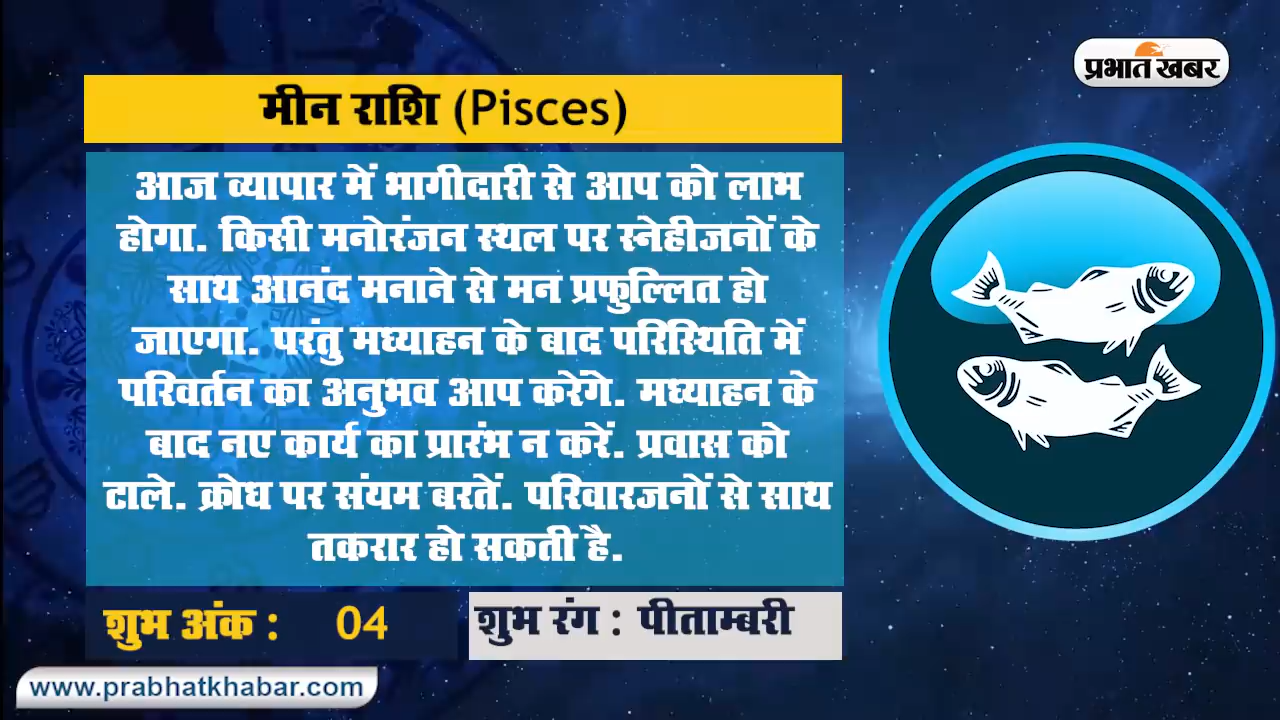 प्रभात खबर
मीन राशि (Pisces)
आज व्यापार में भागीदारी से आप को लाभ
होगा. किसी मनोरंजन स्थल पर स्नेहीजनों के
साथ आनंद मनाने से मन प्रफुल्लित हो
जाएगा. परंतु मध्याहन के बाद परिस्थिति में
परिवर्तन का अनुभव आप करेंगे. मध्याहन के
बाद नए कार्य का प्रारंभ न करें. प्रवास को
टाले. क्रोध पर संयम बरतें. परिवारजनों से साथ
तकरार हो सकती है.
शुभ अंक : 04
शुभ रंग : पीताम्बरी
www.prabhatkhabar.com